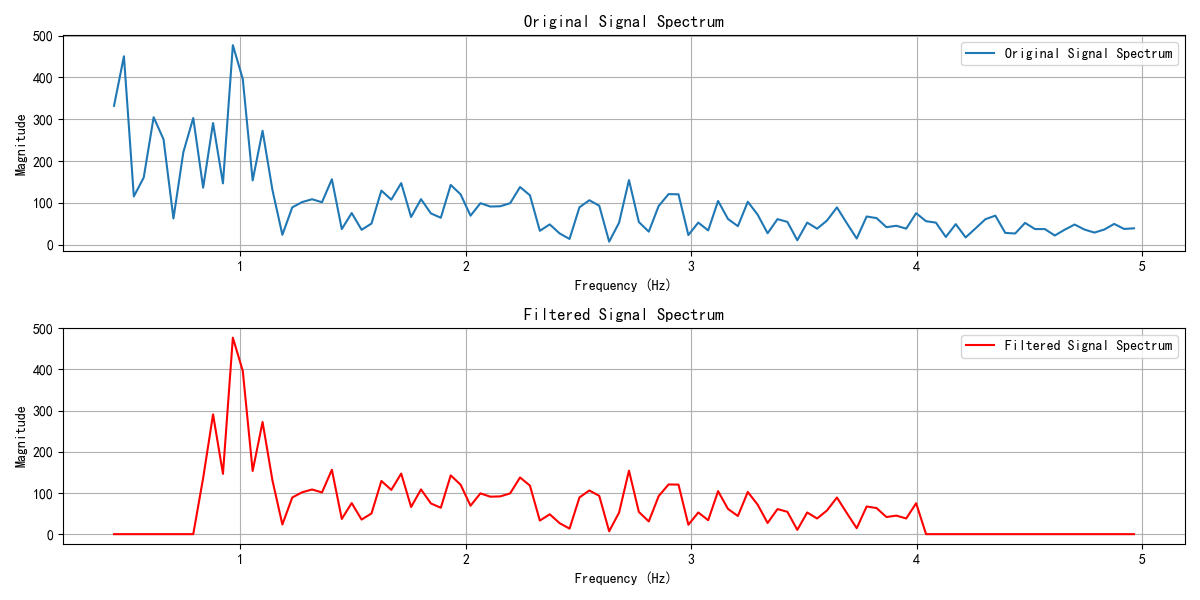 Original Signal Spectrum
500
400
300
200
100
0
Magnitude
Original Signal Spectrum
1 2 3 4 5
Frequency (Hz)
Filtered Signal Spectrum
500
400
300
200
100
0
Magnitude
Filtered Signal Spectrum
1 2 3 4 5
Frequency (Hz)